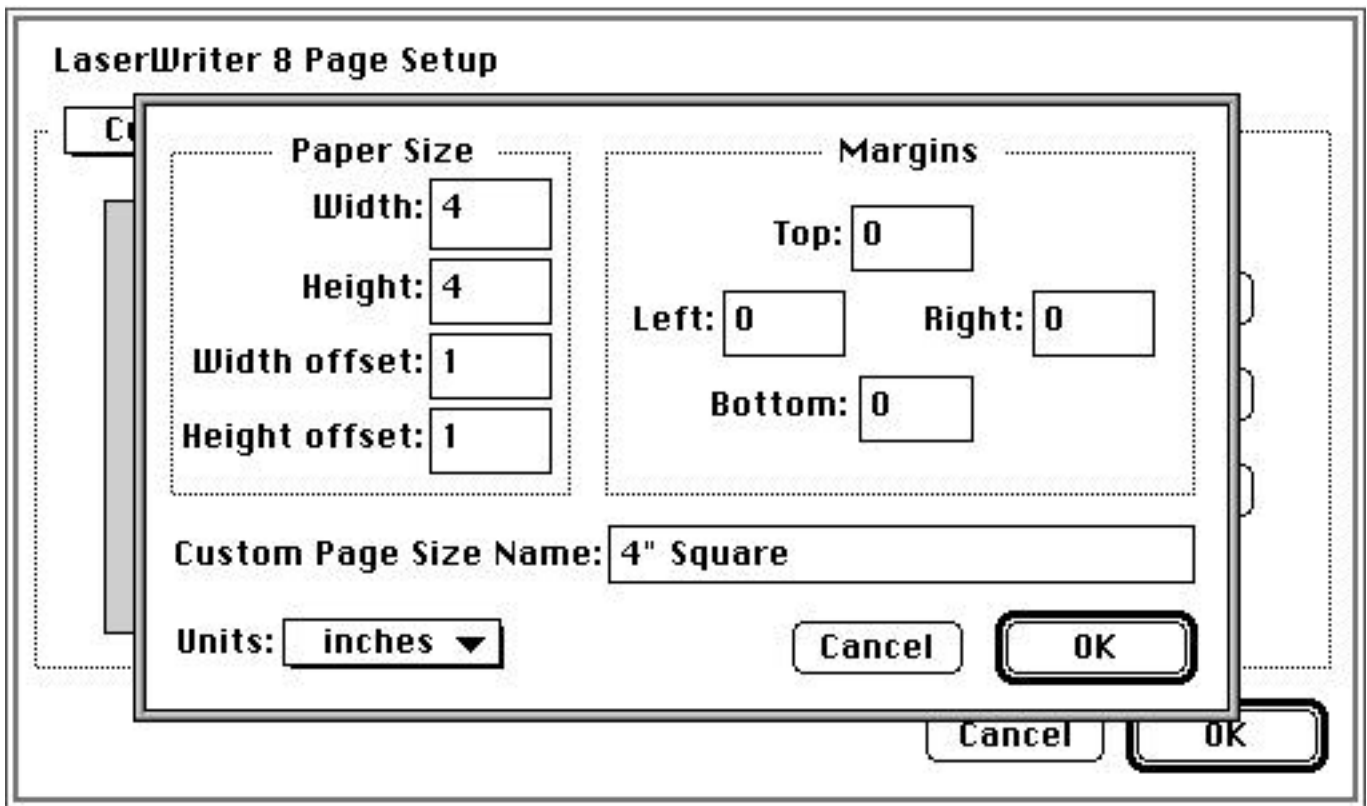 LaserWriter 8 Page Setup
Paper Size
Width: 4
Height: 4
Width offset: 1
Height offset: 1
Margins
Top: 0
Left: 0 Right: 0
Bottom: 0
Custom Page Size Name: 4" Square
Units: inches
Cancel OK
Cancel OK